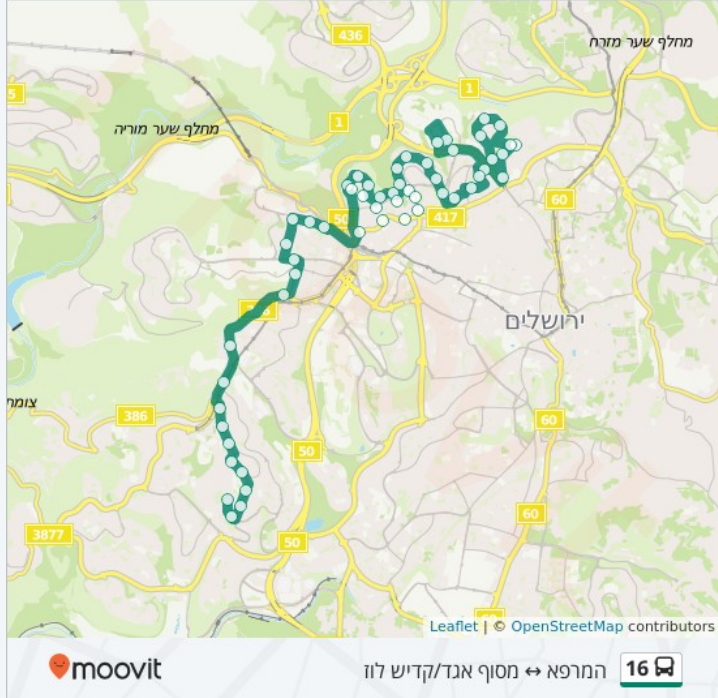 436
מחלף שער מזרח
5
1
1
מחלף שער מוריה
60
50
417
ירושלים
צומת
386
60
50
60
3877
50
Leaflet | © OpenStreetMap contributors
moovit
המרפא ↔ מסוף אגד/קדיש לוז
16